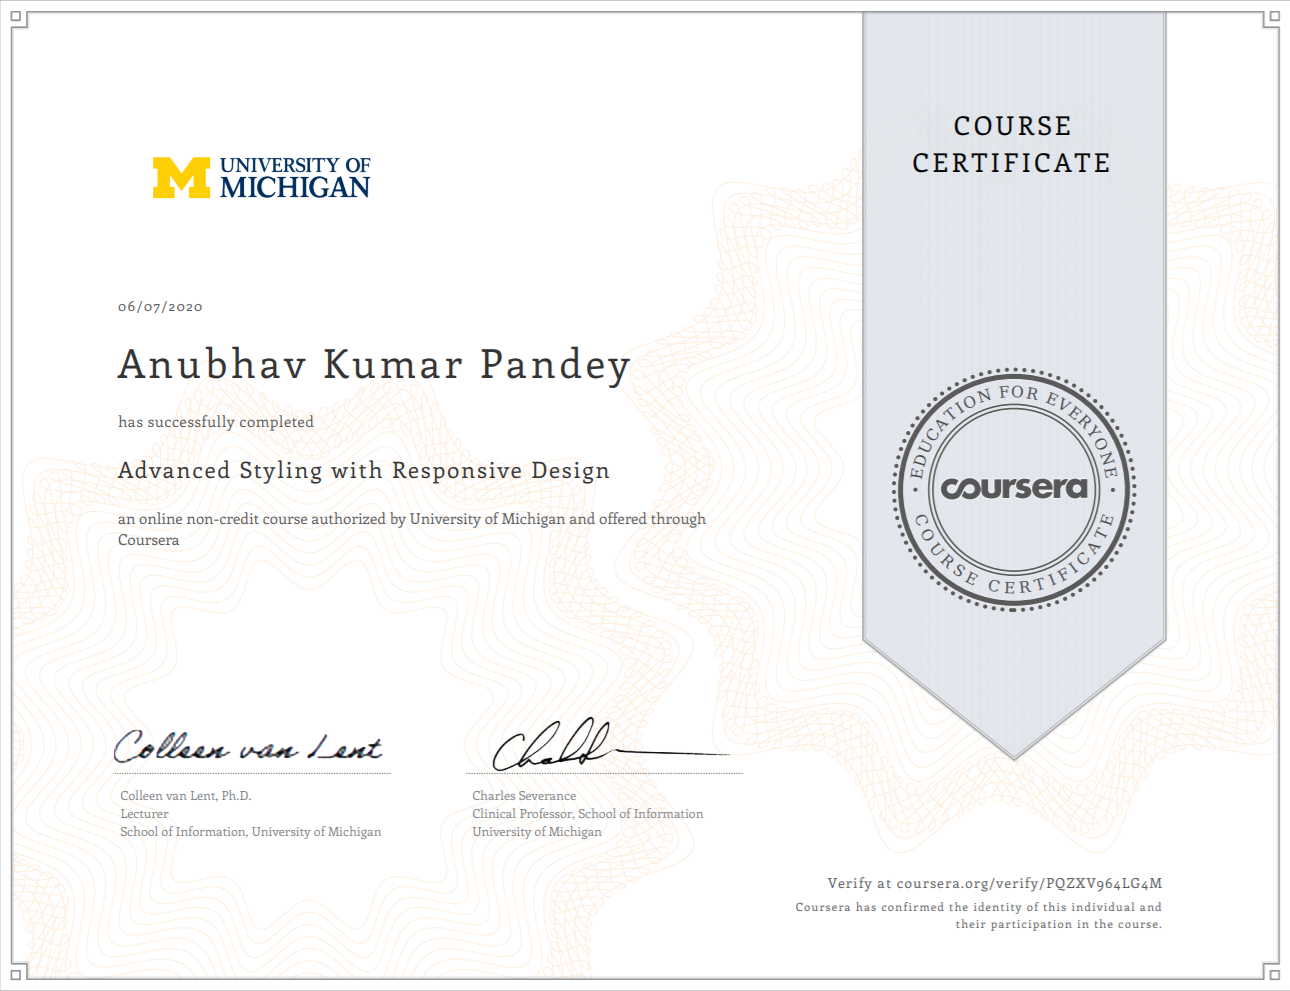 COURSE
CERTIFICATE
UNIVERSITY OF
MICHIGAN
06/07/2020
Anubhav Kumar Pandey
has successfully completed
Advanced Styling with Responsive Design
an online non-credit course authorized by University of Michigan and offered through
Coursera
EDUCATION FOR EVERYONE
coursera
COURSE CERTIFICATE
Colleen van Lent
Colleen van Lent, Ph.D.
Lecturer
School of Information, University of Michigan
Charles Severance
Clinical Professor, School of Information
University of Michigan
Verify at coursera.org/verify/PQZXV964LG4M
Coursera has confirmed the identity of this individual and
their participation in the course.